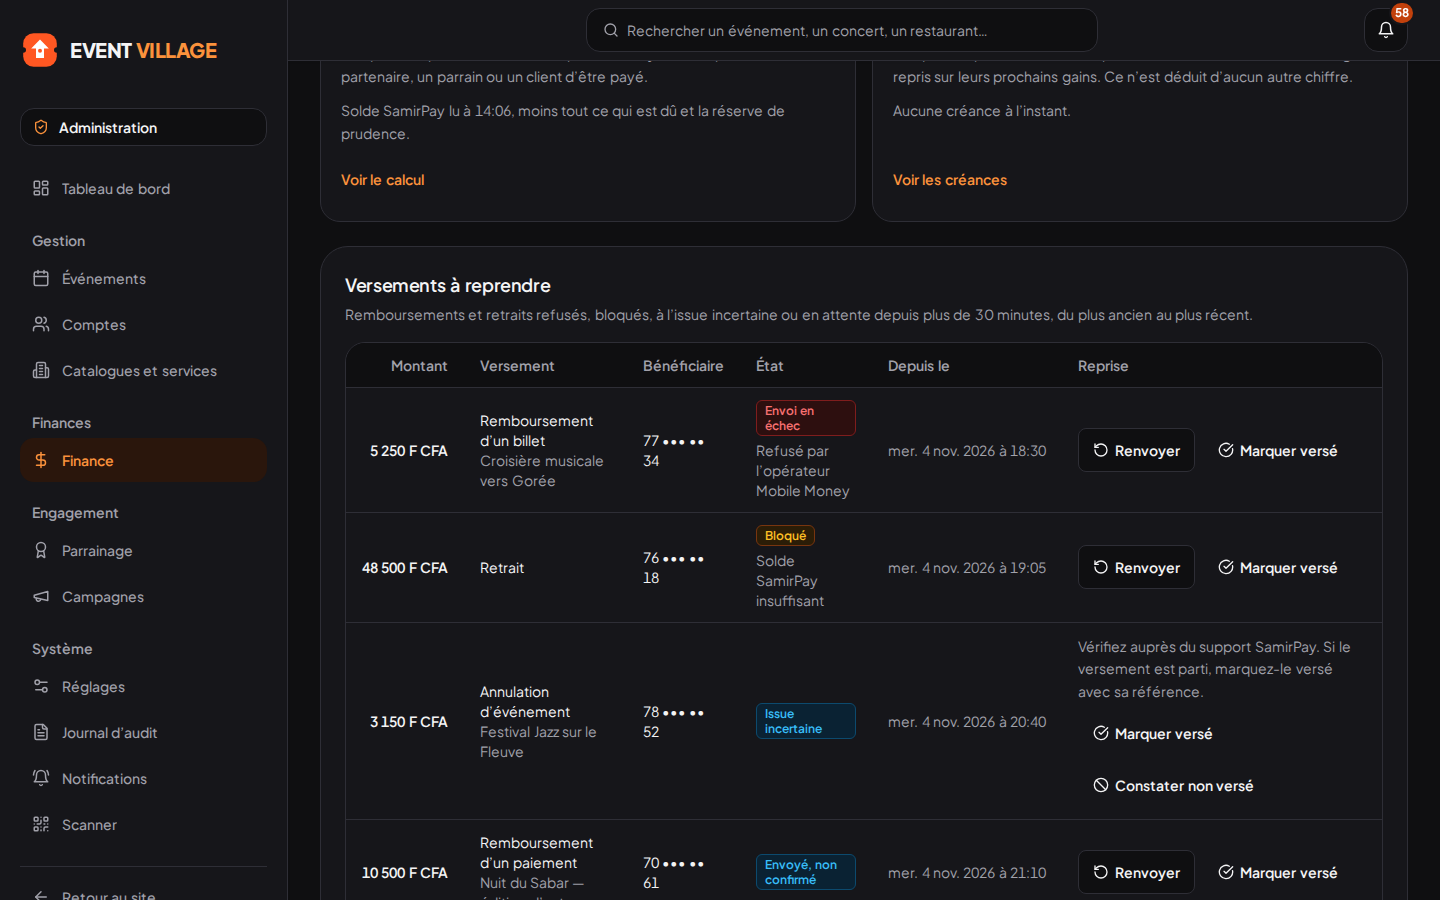 EVENT VILLAGE
Rechercher un événement, un concert, un restaurant...
58
Administration
Tableau de bord
Gestion
Événements
Comptes
Catalogues et services
Finances
Finance
Engagement
Parrainage
Campagnes
Système
Réglages
Journal d'audit
Notifications
Scanner
Retour au site
partenaire, un parrain ou un client d'être payé.
Solde SamirPay lu à 14:06, moins tout ce qui est dû et la réserve de
prudence.
Voir le calcul
repris sur leurs prochains gains. Ce n'est déduit d'aucun autre chiffre.
Aucune créance à l'instant.
Voir les créances
Versements à reprendre
Remboursements et retraits refusés, bloqués, à l'issue incertaine ou en attente depuis plus de 30 minutes, du plus ancien au plus récent.
Montant Versement Bénéficiaire État Depuis le Reprise
5 250 F CFA
Remboursement
d'un billet
Croisière musicale
vers Gorée
77 ••• ••
34
Envoi en
échec
Refusé par
l'opérateur
Mobile Money
mer. 4 nov. 2026 à 18:30
Renvoyer
Marquer versé
48 500 F CFA
Retrait
76 ••• ••
18
Bloqué
Solde
SamirPay
insuffisant
mer. 4 nov. 2026 à 19:05
Renvoyer
Marquer versé
3 150 F CFA
Annulation
d'événement
Festival Jazz sur le
Fleuve
78 ••• ••
52
Issue
incertaine
mer. 4 nov. 2026 à 20:40
Vérifiez auprès du support SamirPay. Si le
versement est parti, marquez-le versé
avec sa référence.
Marquer versé
Constater non versé
10 500 F CFA
Remboursement
d'un paiement
Nuit du Sabar —
70 ••• ••
61
Envoyé, non
confirmé
mer. 4 nov. 2026 à 21:10
Renvoyer
Marquer versé